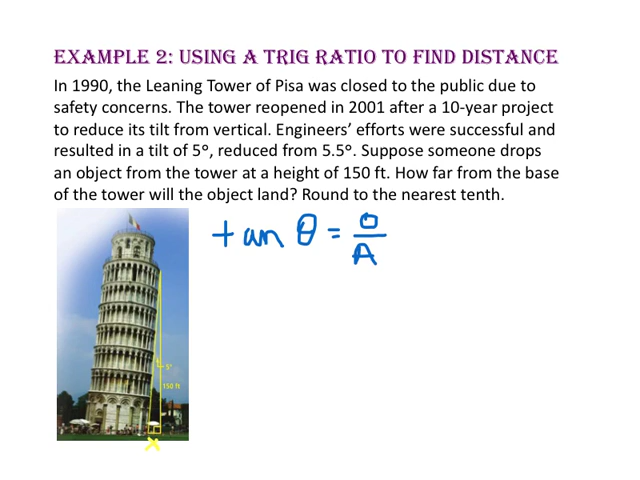 Example 2: Using a Trig Ratio to Find Distance
In 1990, the Leaning Tower of Pisa was closed to the public due to
safety concerns. The tower reopened in 2001 after a 10-year project
to reduce its tilt from vertical. Engineers’ efforts were successful and
resulted in a tilt of 5°, reduced from 5.5°. Suppose someone drops
an object from the tower at a height of 150 ft. How far from the base
of the tower will the object land? Round to the nearest tenth.
tan θ = O/A
5°
150 ft
x